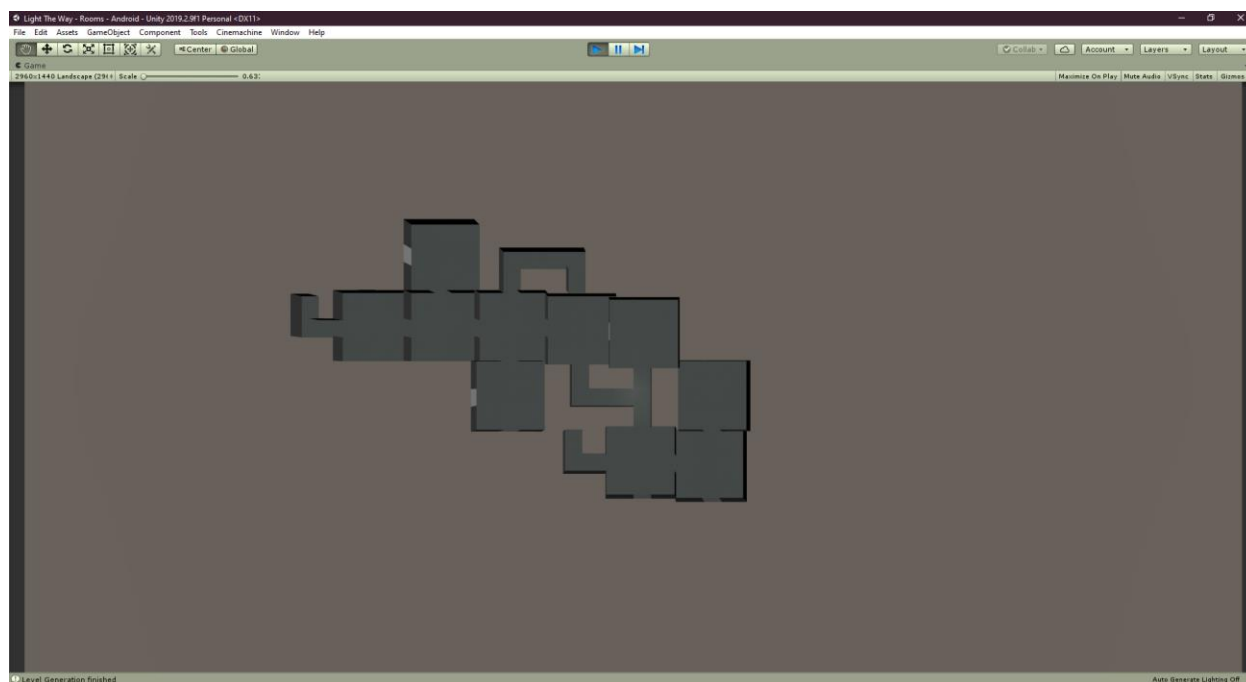 Light The Way - Rooms - Android - Unity 2019.2.9f1 Personal <DX11>
File Edit Assets GameObject Component Tools Cinemachine Window Help
Center Global Collab Account Layers Layout
Game
2960x1440 Landscape Scale Maximize On Play Mute Audio VSync Stats Gizmos
Level Generation finished Auto Generate Lighting Off